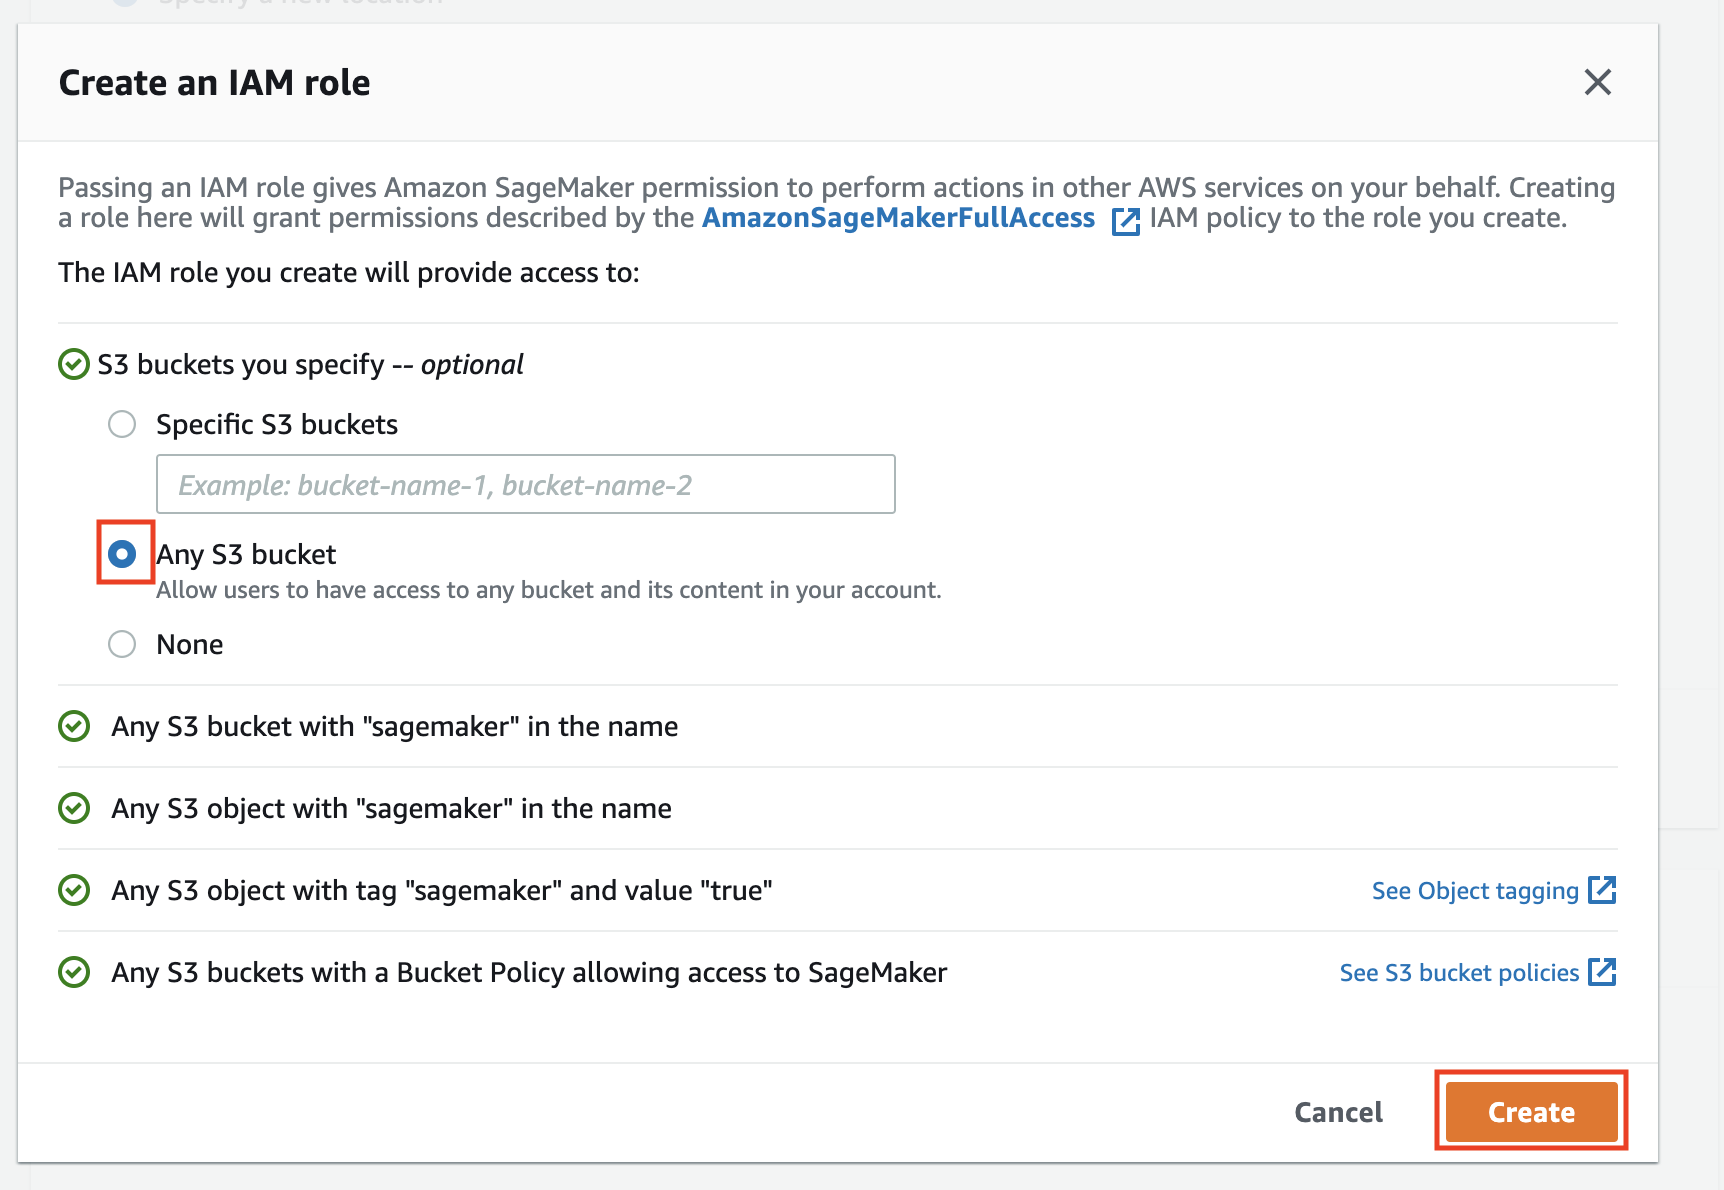 Specify a new location
Create an IAM role
Passing an IAM role gives Amazon SageMaker permission to perform actions in other AWS services on your behalf. Creating
a role here will grant permissions described by the AmazonSageMakerFullAccess IAM policy to the role you create.
The IAM role you create will provide access to:
S3 buckets you specify -- optional
Specific S3 buckets
Example: bucket-name-1, bucket-name-2
Any S3 bucket
Allow users to have access to any bucket and its content in your account.
None
Any S3 bucket with "sagemaker" in the name
Any S3 object with "sagemaker" in the name
Any S3 object with tag "sagemaker" and value "true" See Object tagging
Any S3 buckets with a Bucket Policy allowing access to SageMaker See S3 bucket policies
Cancel Create